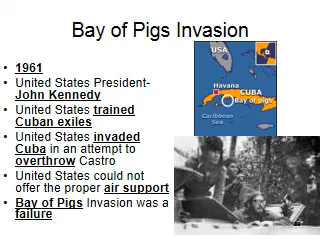 Bay of Pigs Invasion
• 1961
• United States President-
John Kennedy
• United States trained
Cuban exiles
• United States invaded
Cuba in an attempt to
overthrow Castro
• United States could not
offer the proper air support
• Bay of Pigs Invasion was a
failure
USA
Havana
CUBA
Bay of pigs
Caribbean
Sea